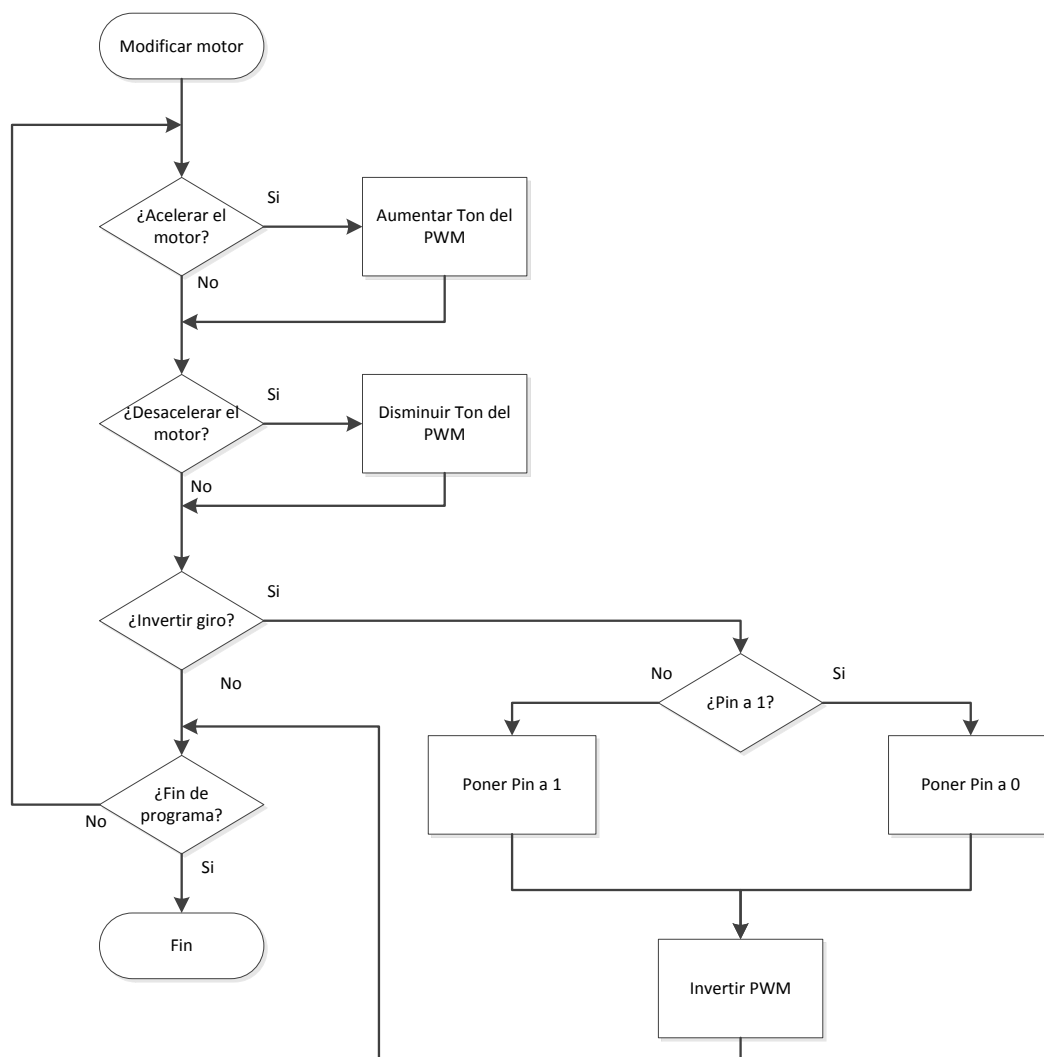 Modificar motor
¿Acelerar el
motor?
Si
Aumentar Ton del
PWM
No
¿Desacelerar el
motor?
Si
Disminuir Ton del
PWM
No
¿Invertir giro?
Si
No
¿Pin a 1?
No
Si
Poner Pin a 1
Poner Pin a 0
Invertir PWM
¿Fin de
programa?
No
Si
Fin